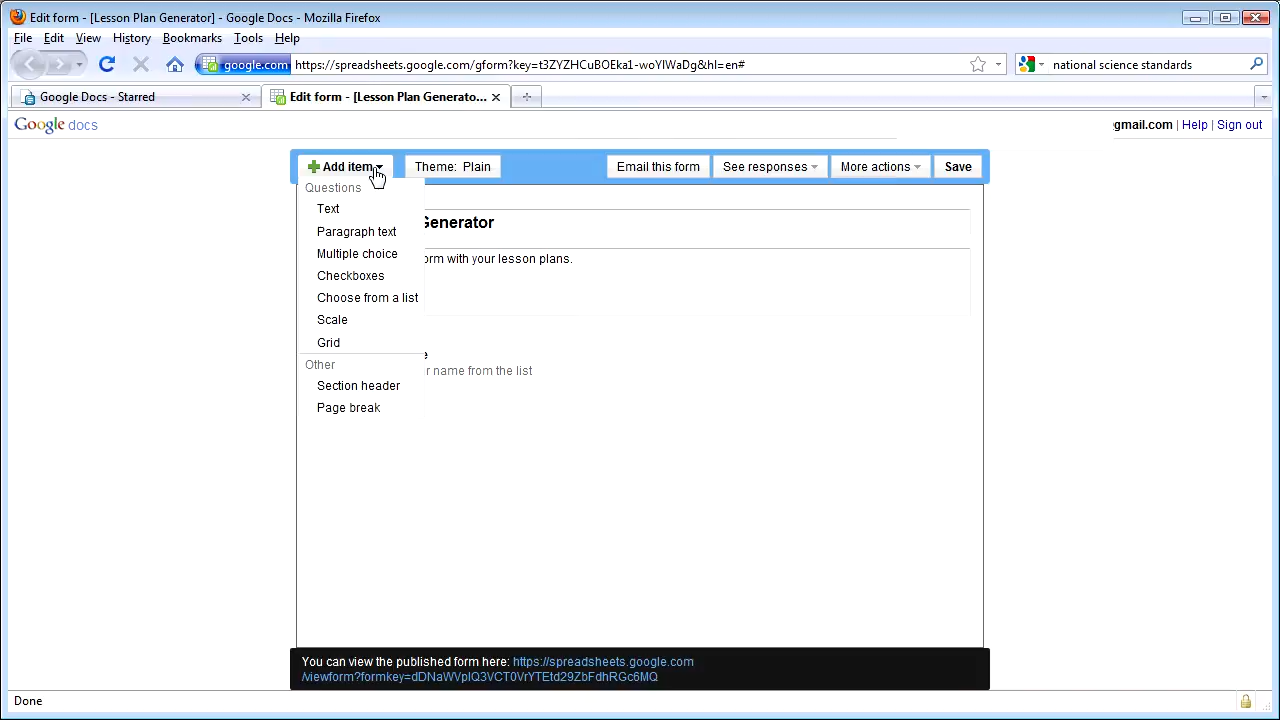 Edit form - [Lesson Plan Generator] - Google Docs - Mozilla Firefox
File Edit View History Bookmarks Tools Help
google.com https://spreadsheets.google.com/gform?key=t3ZYZHCuBOEka1-woYlWaDg&hl=en# national science standards
Google Docs - Starred Edit form - [Lesson Plan Generato...
Google docs gmail.com | Help | Sign out
Add item Theme: Plain Email this form See responses More actions Save
Questions
Text
Generator
Paragraph text
Multiple choice
orm with your lesson plans.
Checkboxes
Choose from a list
Scale
Grid
e
Other
r name from the list
Section header
Page break
You can view the published form here: https://spreadsheets.google.com
/viewform?formkey=dDNaWVplQ3VCT0VrYTEtd29ZbFdhRGc6MQ
Done